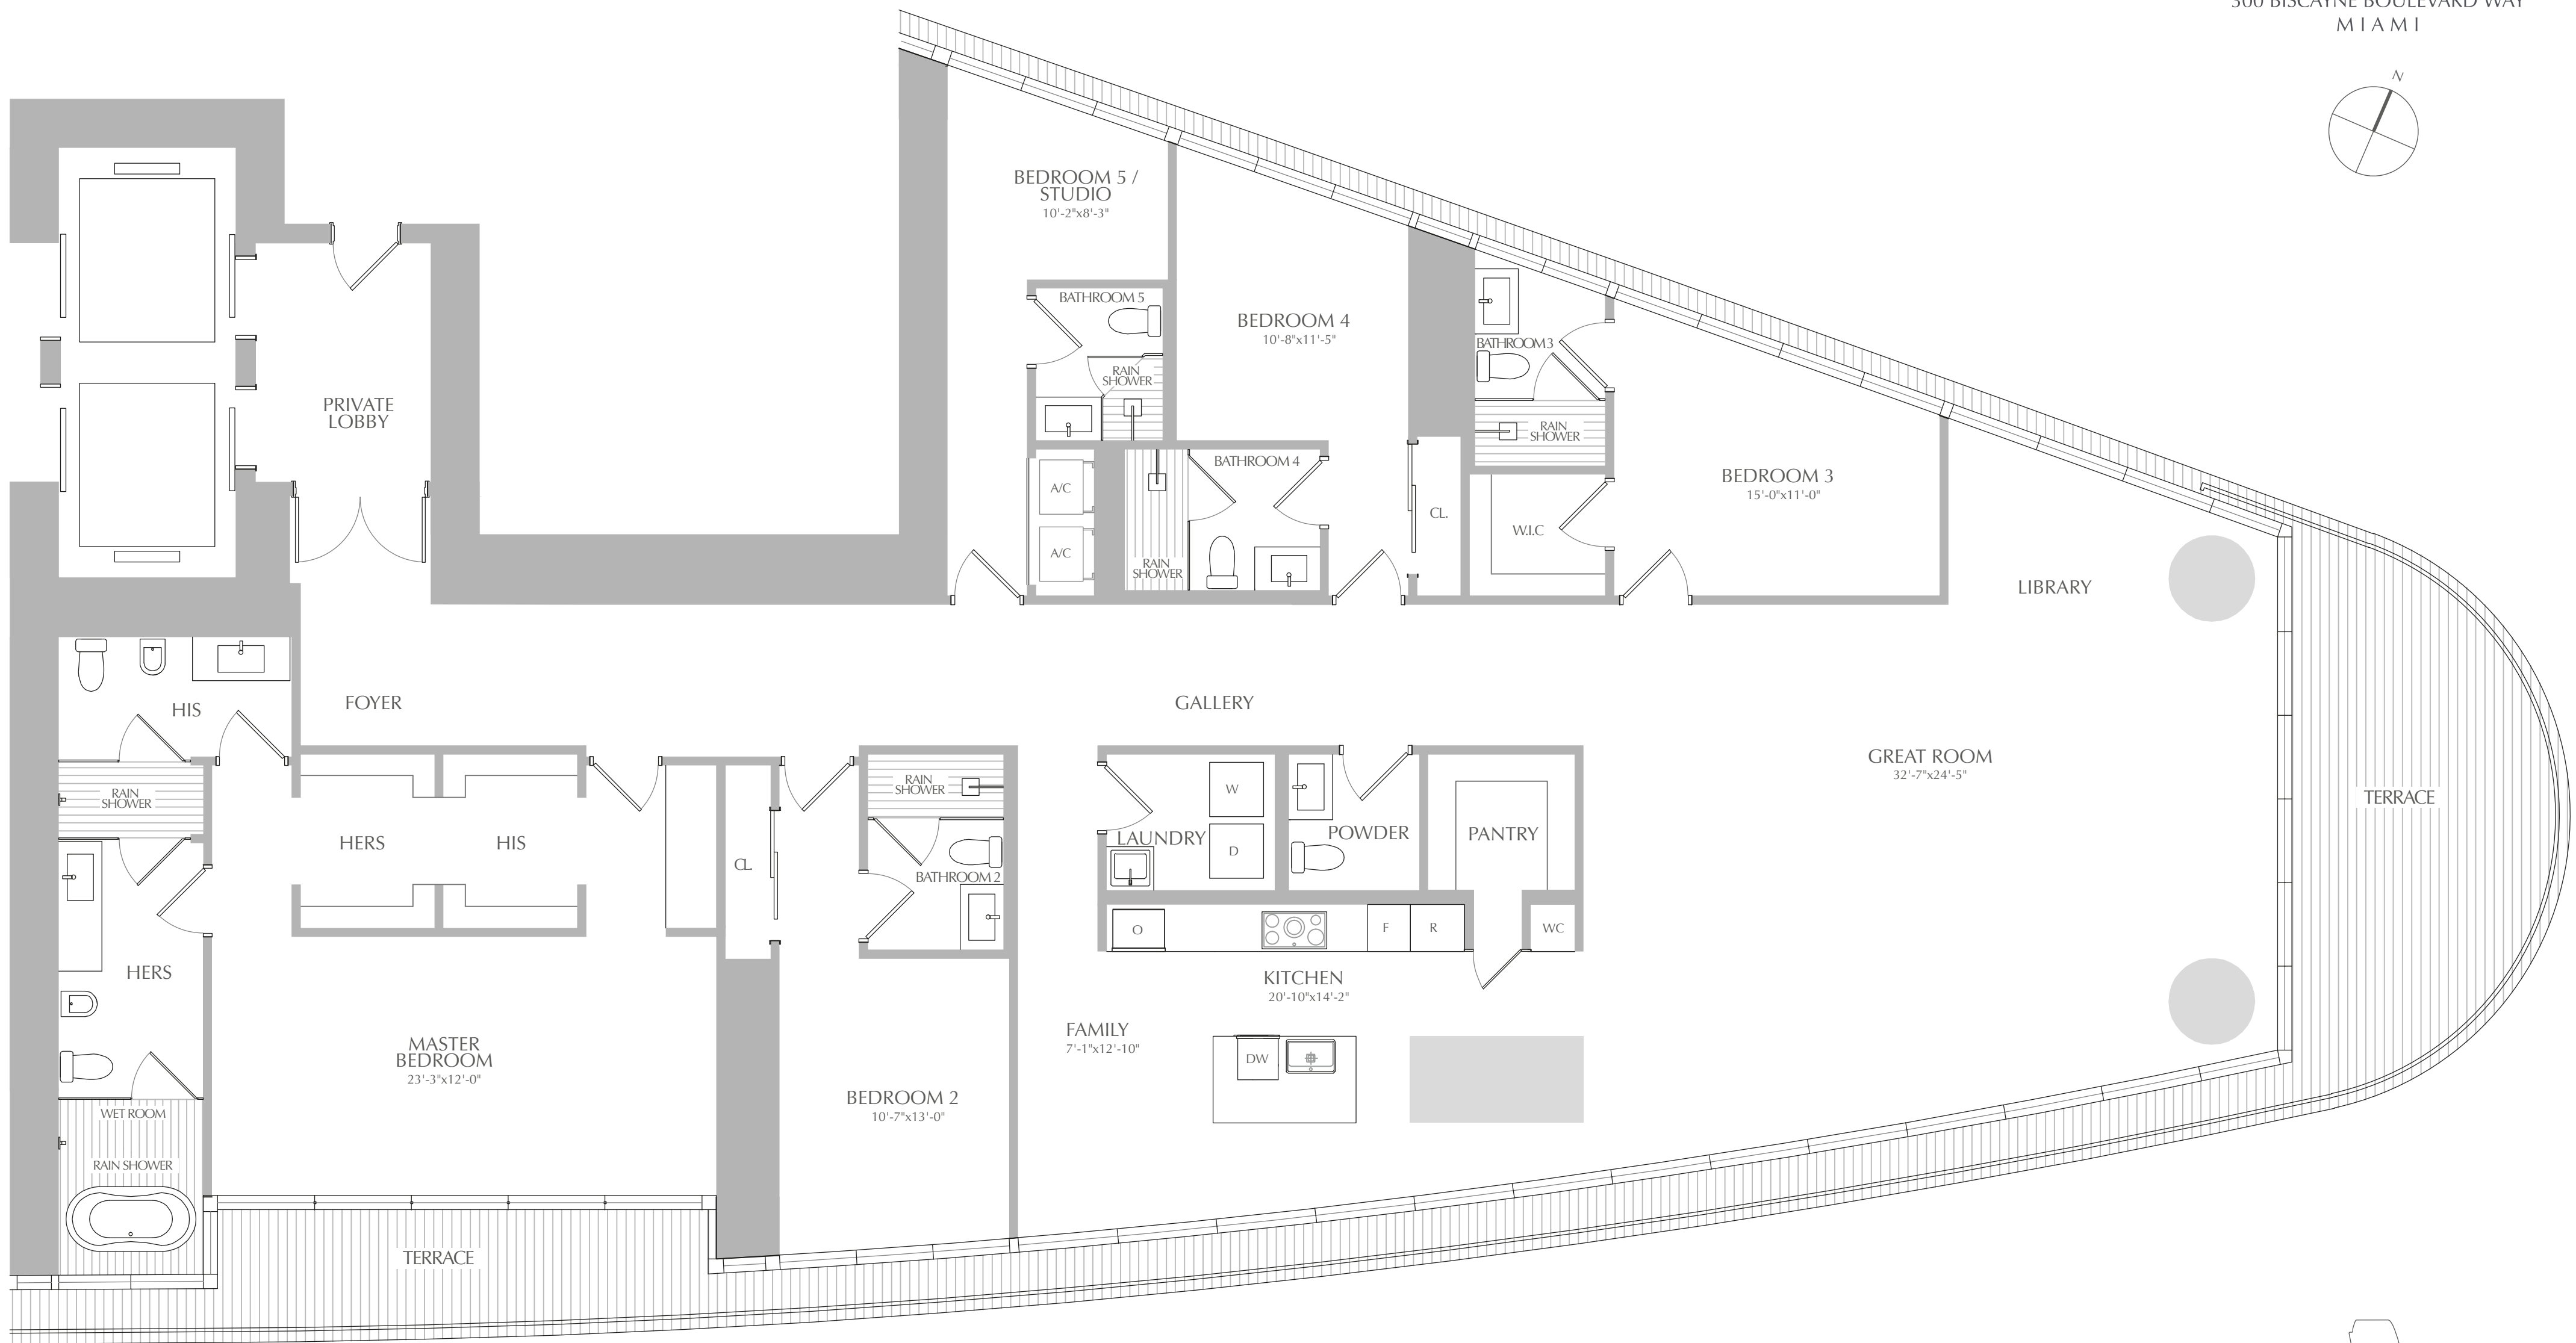 300 BISCAYNE BOULEVARD WAY
MIAMI
N
BEDROOM 5 /
STUDIO
10'-2"x8'-3"
BATHROOM 5
RAIN
SHOWER
BEDROOM 4
10'-8"x11'-5"
BATHROOM 3
RAIN
SHOWER
PRIVATE
LOBBY
A/C
A/C
BATHROOM 4
RAIN
SHOWER
CL.
W.I.C
BEDROOM 3
15'-0"x11'-0"
LIBRARY
HIS
FOYER
GALLERY
GREAT ROOM
32'-7"x24'-5"
TERRACE
RAIN
SHOWER
HERS
HIS
CL.
RAIN
SHOWER
BATHROOM 2
W
D
LAUNDRY
POWDER
PANTRY
O
F
R
WC
HERS
KITCHEN
20'-10"x14'-2"
FAMILY
7'-1"x12'-10"
DW
MASTER
BEDROOM
23'-3"x12'-0"
BEDROOM 2
10'-7"x13'-0"
WET ROOM
RAIN SHOWER
TERRACE